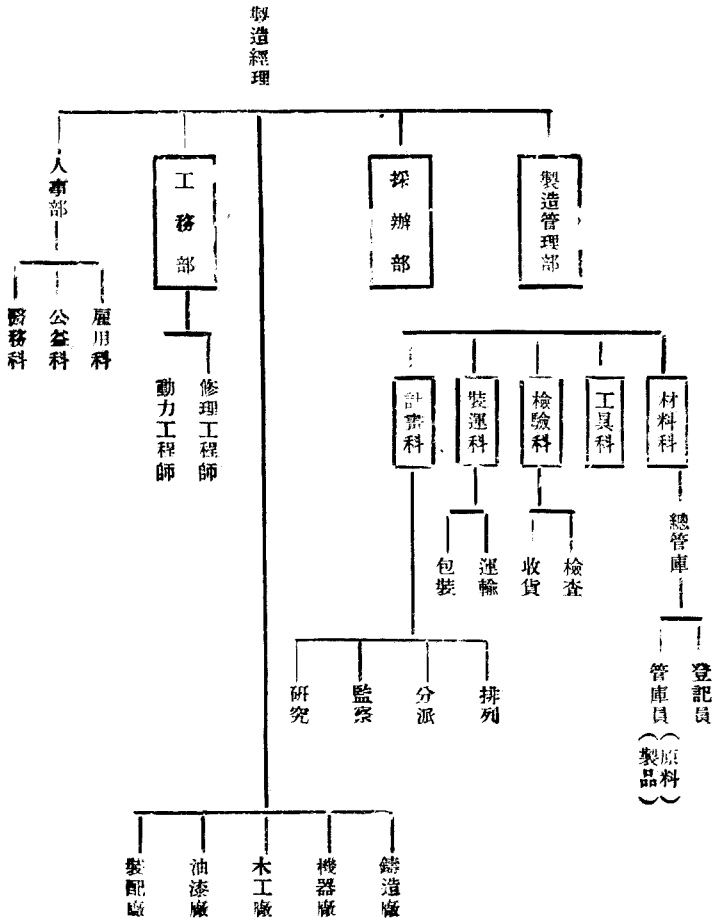 製造經理
製造管理部
採辦部
工務部
人事部
材料科
工具科
檢驗科
裝運科
計畫科
修理工程師
動力工程師
雇用科
公益科
醫務科
總管庫
檢查
收貨
運輸
包裝
登記員
管庫員（原料）（製品）
排列
分派
監察
研究
鑄造廠
機器廠
木工廠
油漆廠
裝配廠